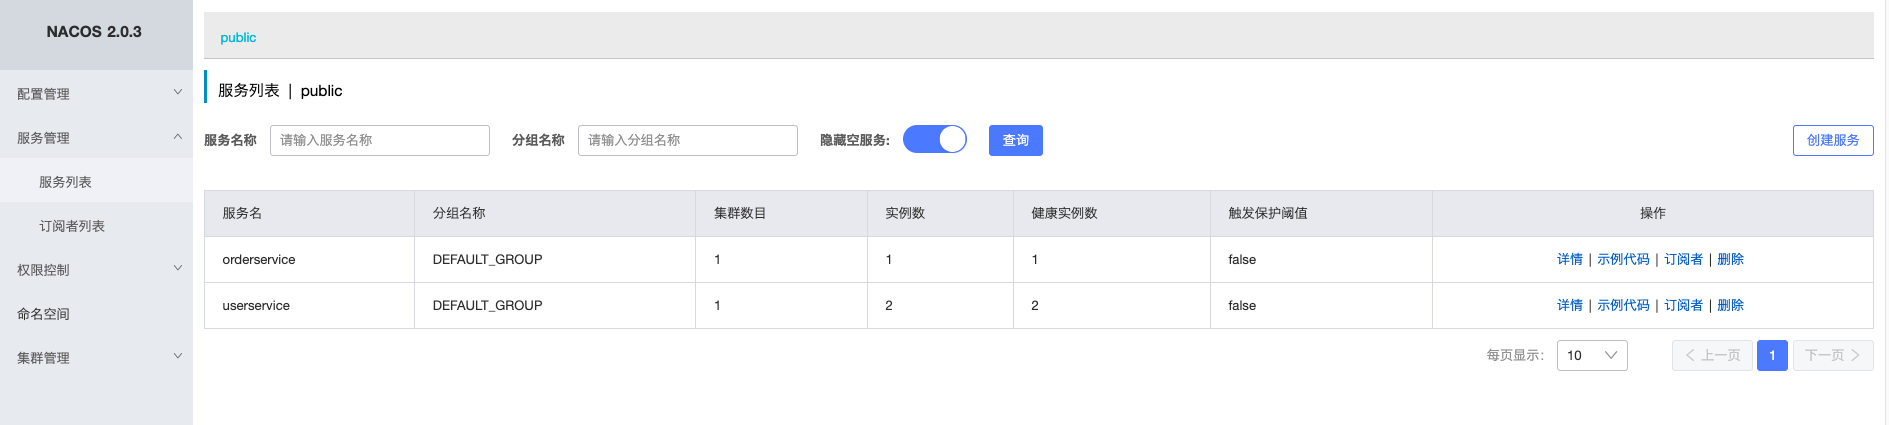 NACOS 2.0.3
配置管理
服务管理
服务列表
订阅者列表
权限控制
命名空间
集群管理
public
服务列表 | public
服务名称 请输入服务名称 分组名称 请输入分组名称 隐藏空服务: 查询 创建服务
服务名 分组名称 集群数目 实例数 健康实例数 触发保护阈值 操作
orderservice DEFAULT_GROUP 1 1 1 false 详情 | 示例代码 | 订阅者 | 删除
userservice DEFAULT_GROUP 1 2 2 false 详情 | 示例代码 | 订阅者 | 删除
每页显示: 10 上一页 1 下一页